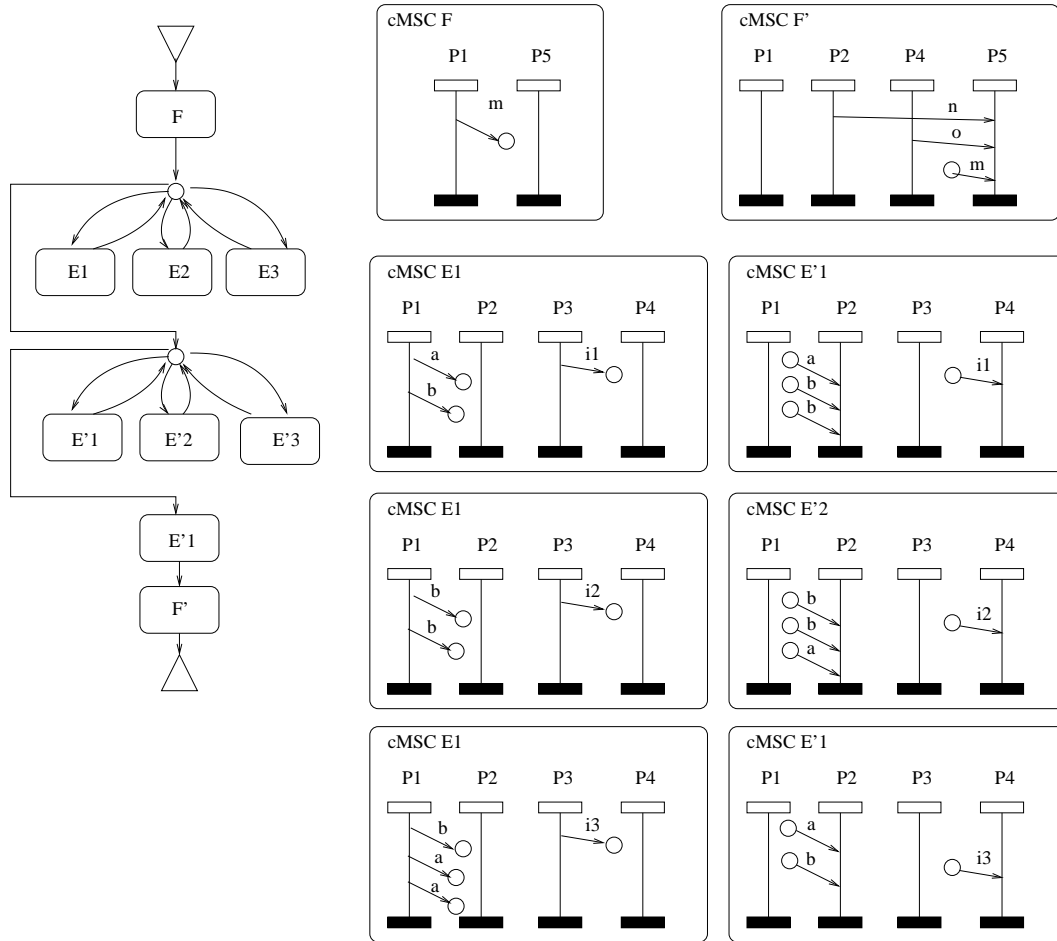 F
E1 E2 E3
E'1 E'2 E'3
E'1
F'
cMSC F
P1 P5
m
cMSC F'
P1 P2 P4 P5
n
o
m
cMSC E1
P1 P2 P3 P4
a
b
i1
cMSC E'1
P1 P2 P3 P4
a
b
b
i1
cMSC E1
P1 P2 P3 P4
b
b
i2
cMSC E'2
P1 P2 P3 P4
b
b
a
i2
cMSC E1
P1 P2 P3 P4
b
a
a
i3
cMSC E'1
P1 P2 P3 P4
a
b
i3